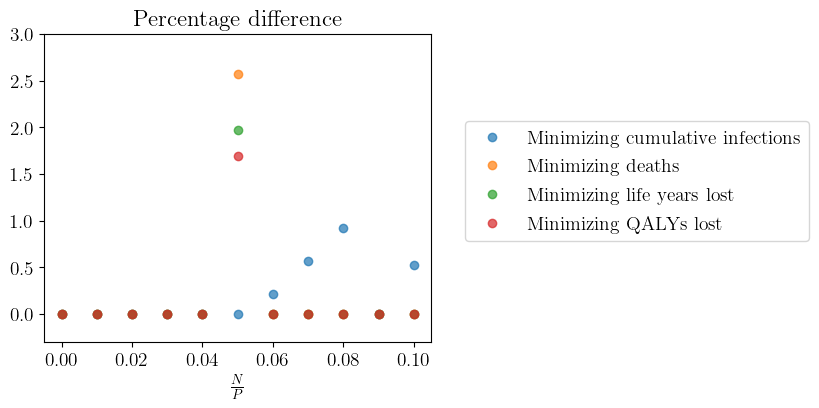 Percentage difference
3.0
2.5
2.0
1.5
1.0
0.5
0.0
0.00 0.02 0.04 0.06 0.08 0.10
N
P
Minimizing cumulative infections
Minimizing deaths
Minimizing life years lost
Minimizing QALYs lost